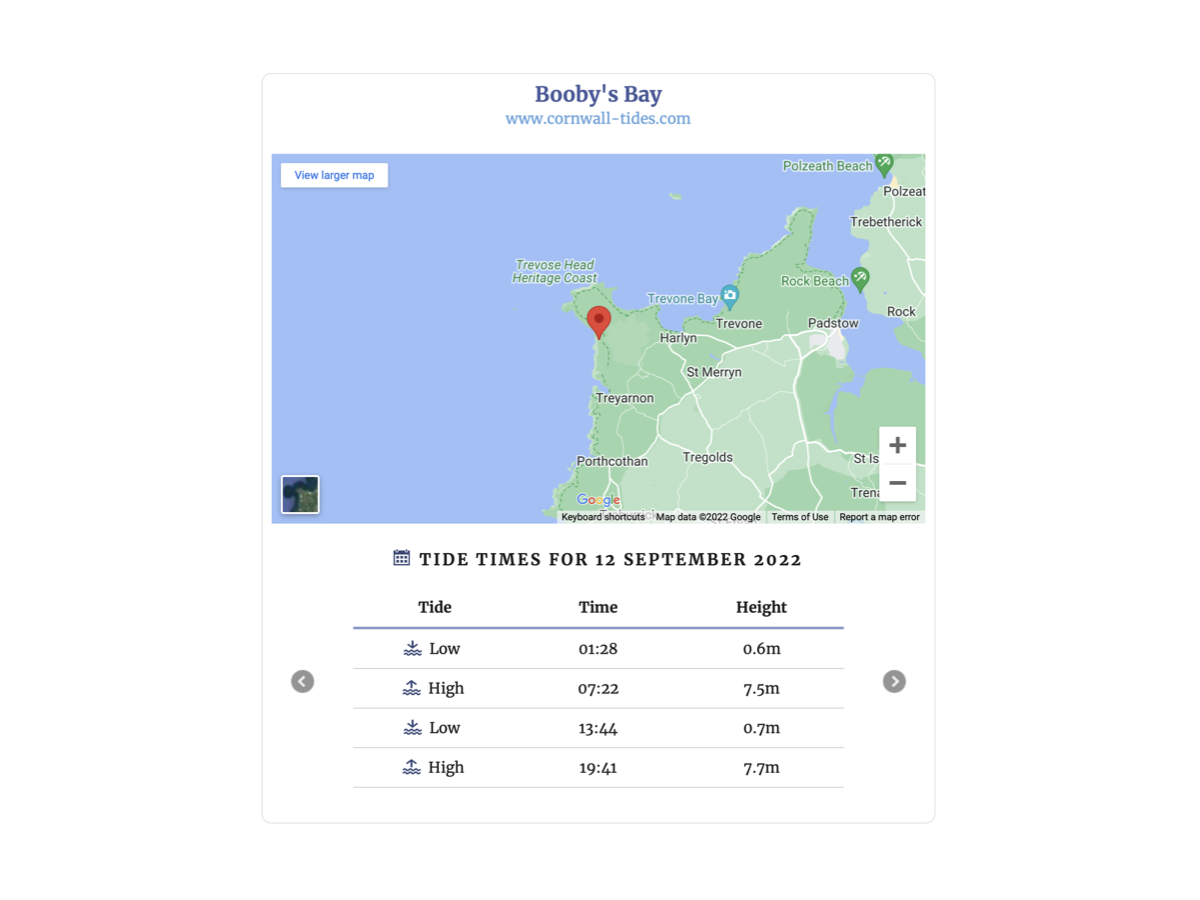 Booby's Bay
www.cornwall-tides.com
View larger map
Polzeath Beach
Polzeat
Trebetherick
Trevose Head
Heritage Coast
Rock Beach
Trevone Bay
Rock
Trevone
Padstow
Harlyn
St Merryn
Treyarnon
+
Porthcothan
Tregolds
St Is
−
Trena
Google
Keyboard shortcuts
Map data ©2022 Google
Terms of Use
Report a map error
TIDE TIMES FOR 12 SEPTEMBER 2022
Tide Time Height
Low 01:28 0.6m
High 07:22 7.5m
Low 13:44 0.7m
High 19:41 7.7m